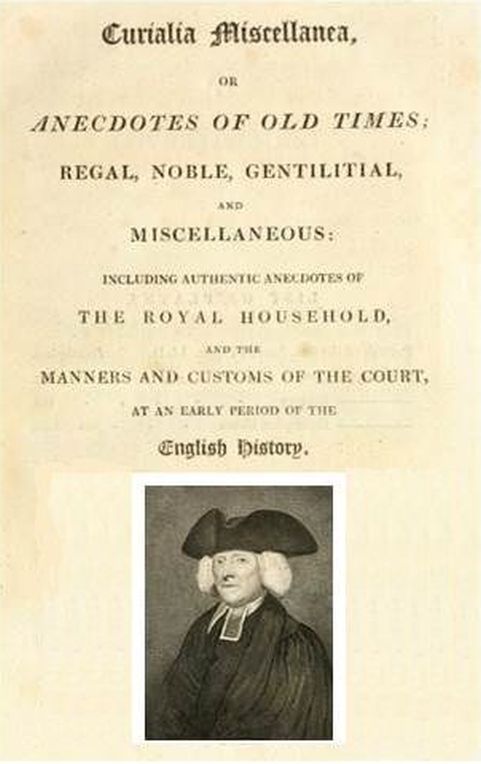 Curialia Miscellanea,
OR
ANECDOTES OF OLD TIMES;
REGAL, NOBLE, GENTILITIAL,
AND
MISCELLANEOUS:
INCLUDING AUTHENTIC ANECDOTES OF
THE ROYAL HOUSEHOLD,
AND THE
MANNERS AND CUSTOMS OF THE COURT,
AT AN EARLY PERIOD OF THE
English History.